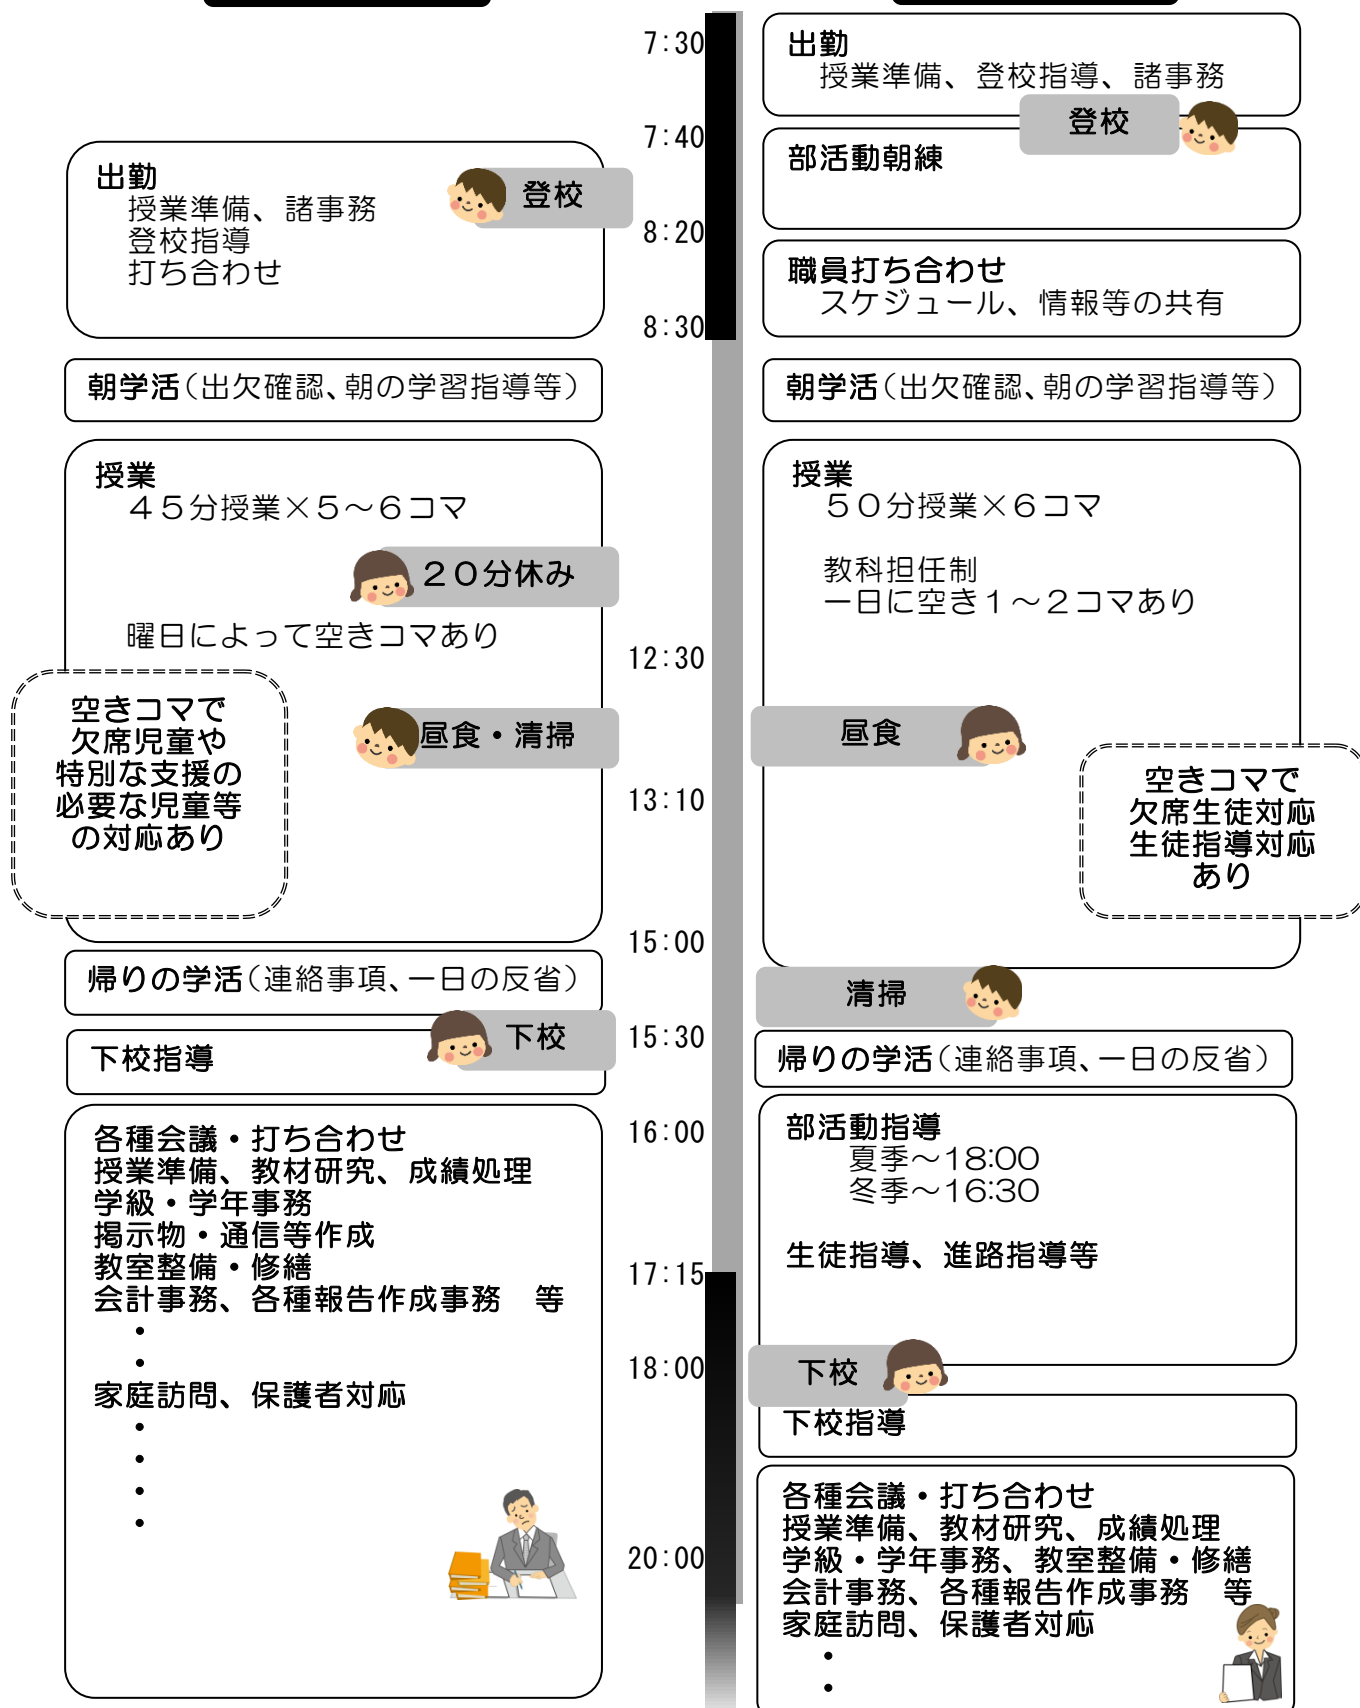 出勤
授業準備、諸事務
登校指導
打ち合わせ
登校
朝学活（出欠確認、朝の学習指導等）
授業
４５分授業×５～６コマ
２０分休み
曜日によって空きコマあり
空きコマで
欠席児童や
特別な支援の
必要な児童等
の対応あり
昼食・清掃
帰りの学活（連絡事項、一日の反省）
下校
下校指導
各種会議・打ち合わせ
授業準備、教材研究、成績処理
学級・学年事務
掲示物・通信等作成
教室整備・修繕
会計事務、各種報告作成事務　等
・
・
家庭訪問、保護者対応
・
・
・
・
7:30
7:40
8:20
8:30
12:30
13:10
15:00
15:30
16:00
17:15
18:00
20:00
出勤
授業準備、登校指導、諸事務
登校
部活動朝練
職員打ち合わせ
スケジュール、情報等の共有
朝学活（出欠確認、朝の学習指導等）
授業
５０分授業×６コマ
教科担任制
一日に空き１～２コマあり
昼食
空きコマで
欠席生徒対応
生徒指導対応
あり
清掃
帰りの学活（連絡事項、一日の反省）
部活動指導
夏季～18:00
冬季～16:30
生徒指導、進路指導等
下校
下校指導
各種会議・打ち合わせ
授業準備、教材研究、成績処理
学級・学年事務、教室整備・修繕
会計事務、各種報告作成事務　等
家庭訪問、保護者対応
・
・